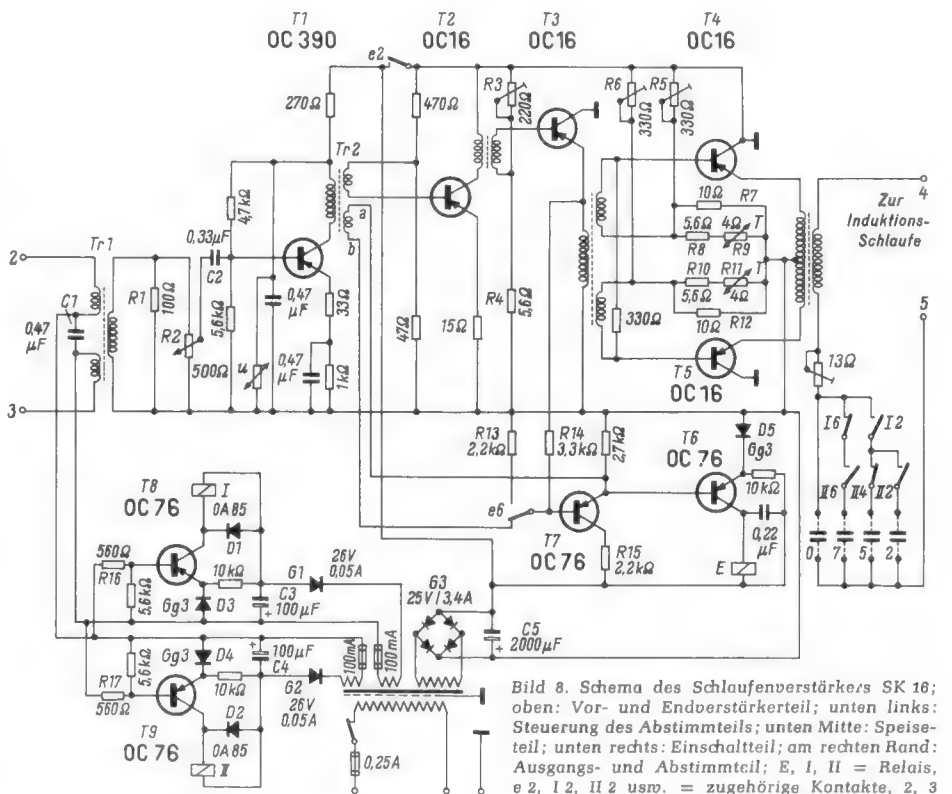 T1
OC 390
T2
OC16
T3
OC16
T4
OC16
e2
270Ω
470Ω
R3
220Ω
R6
330Ω
R5
330Ω
Tr2
a
b
4,7kΩ
0,33µF
C2
10Ω
R7
5,6Ω
R8
4Ω
T
R9
R10
5,6Ω
R11
4Ω
T
10Ω
R12
330Ω
4
Zur
Induktions-
Schlaufe
5
2
Tr1
C1
0,47
µF
R1
100Ω
R2
500Ω
5,6kΩ
u
0,47
µF
33Ω
0,47
µF
1kΩ
47Ω
15Ω
R4
5,6Ω
T5
OC16
13Ω
3
R13
2,2kΩ
R14
3,3kΩ
2,7kΩ
T6
OC 76
D5
Gg3
10kΩ
0,22
µF
E
I6
I2
II6
II4
II2
0
7
5
2
e6
T7
OC 76
R15
2,2kΩ
T8
OC 76
I
OA 85
D1
560Ω
R16
5,6kΩ
10kΩ
Gg3
D3
G1
26V
0,05A
C3
100µF
G3
25V/3,4A
C5
2000µF
100mA
100mA
5,6kΩ
R17
560Ω
Gg3
D4
10kΩ
100µF
C4
G2
26V
0,05A
D2
OA 85
T9
OC 76
II
0,25A
Bild 8. Schema des Schlaufenverstärkers SK 16;
oben: Vor- und Endverstärkerteil; unten links:
Steuerung des Abstimmteils; unten Mitte: Speise-
teil; unten rechts: Einschaltteil; am rechten Rand:
Ausgangs- und Abstimmteil; E, I, II = Relais,
e 2, I 2, II 2 usw. = zugehörige Kontakte, 2, 3